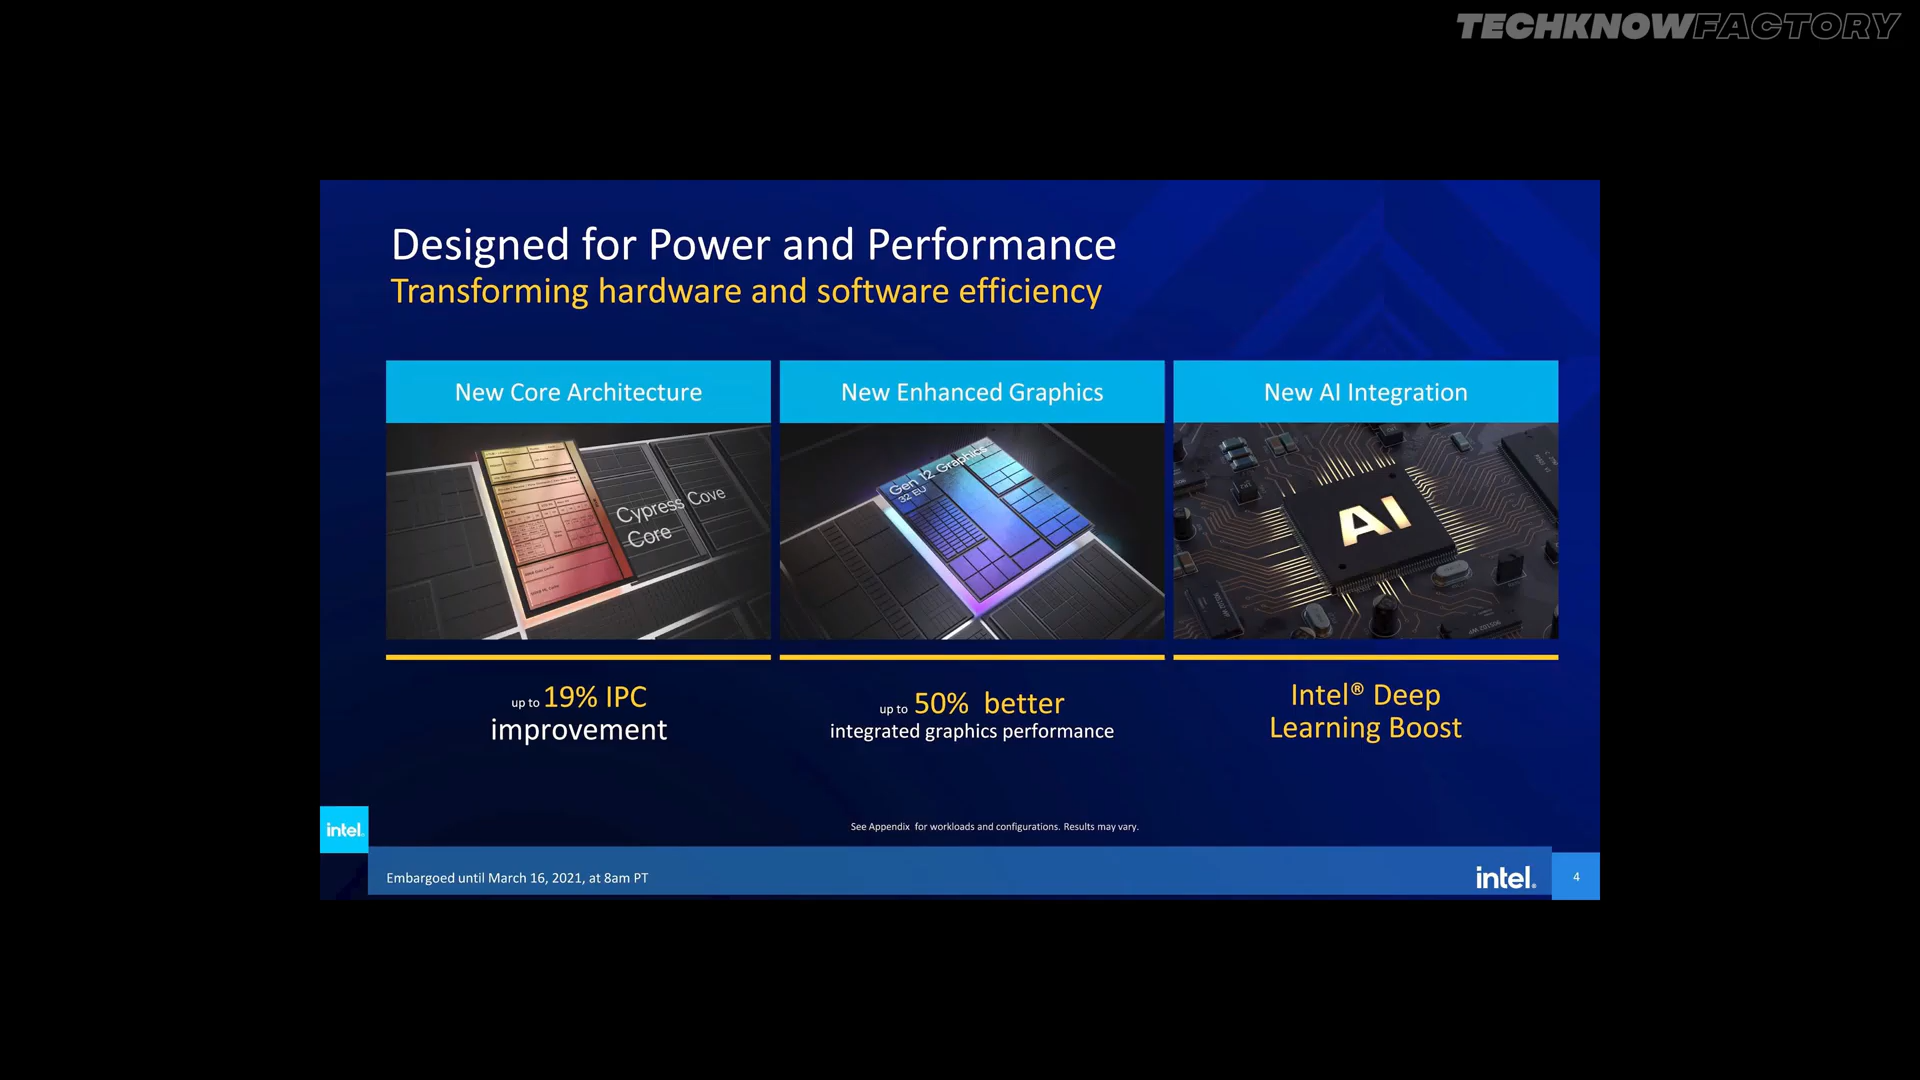 TECHKNOWFACTORY
Designed for Power and Performance
Transforming hardware and software efficiency
New Core Architecture
New Enhanced Graphics
New AI Integration
Cypress Cove
Core
Gen 12 Graphics
32 EU
AI
up to 19% IPC
improvement
up to 50% better
integrated graphics performance
Intel® Deep
Learning Boost
See Appendix for workloads and configurations. Results may vary.
intel.
Embargoed until March 16, 2021, at 8am PT
intel.
4